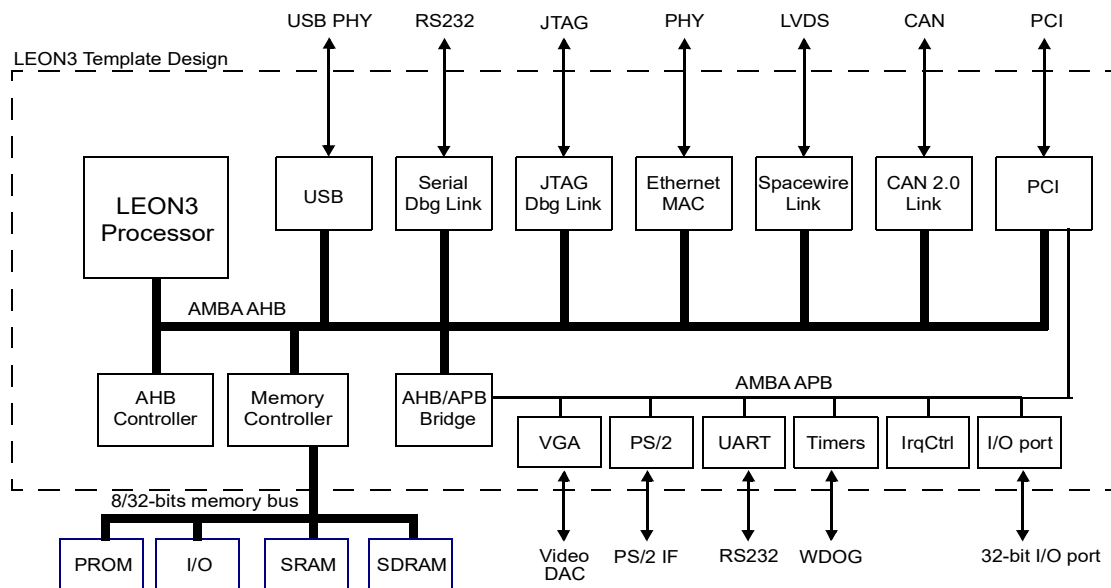 USB PHY
RS232
JTAG
PHY
LVDS
CAN
PCI
LEON3 Template Design
LEON3
Processor
USB
Serial
Dbg Link
JTAG
Dbg Link
Ethernet
MAC
Spacewire
Link
CAN 2.0
Link
PCI
AMBA AHB
AHB
Controller
Memory
Controller
AHB/APB
Bridge
AMBA APB
VGA
PS/2
UART
Timers
IrqCtrl
I/O port
8/32-bits memory bus
PROM
I/O
SRAM
SDRAM
Video
DAC
PS/2 IF
RS232
WDOG
32-bit I/O port